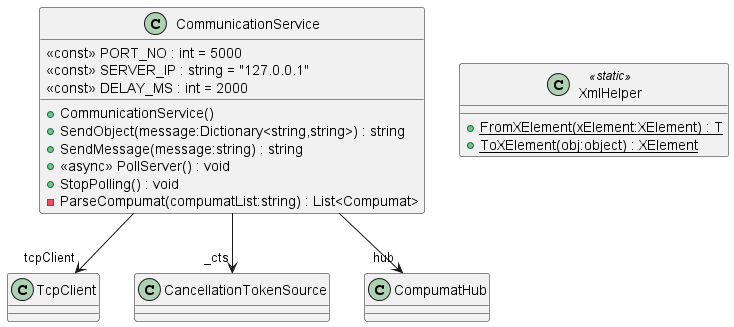 C CommunicationService
«const» PORT_NO : int = 5000
«const» SERVER_IP : string = "127.0.0.1"
«const» DELAY_MS : int = 2000
CommunicationService()
SendObject(message:Dictionary<string,string>) : string
SendMessage(message:string) : string
«async» PollServer() : void
StopPolling() : void
ParseCompumat(compumatList:string) : List<Compumat>
«static»
C XmlHelper
FromXElement(xElement:XElement) : T
ToXElement(obj:object) : XElement
tcpClient
_cts
hub
C TcpClient
C CancellationTokenSource
C CompumatHub